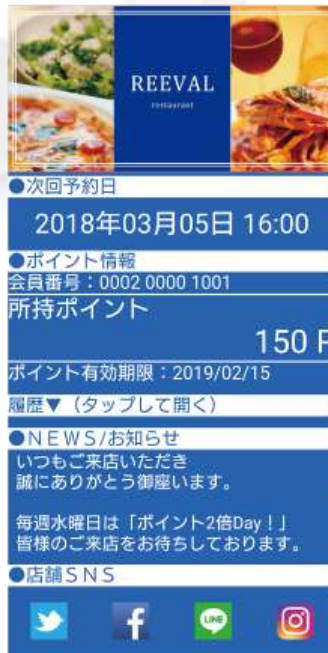 REEVAL
restaurant
●次回予約日
2018年03月05日 16:00
●ポイント情報
会員番号：0002 0000 1001
所持ポイント
150 P
ポイント有効期限：2019/02/15
履歴▼（タップして開く）
●ＮＥＷＳ/お知らせ
いつもご来店いただき
誠にありがとう御座います。
毎週水曜日は「ポイント2倍Day！」
皆様のご来店をお待ちしております。
●店舗ＳＮＳ
LINE